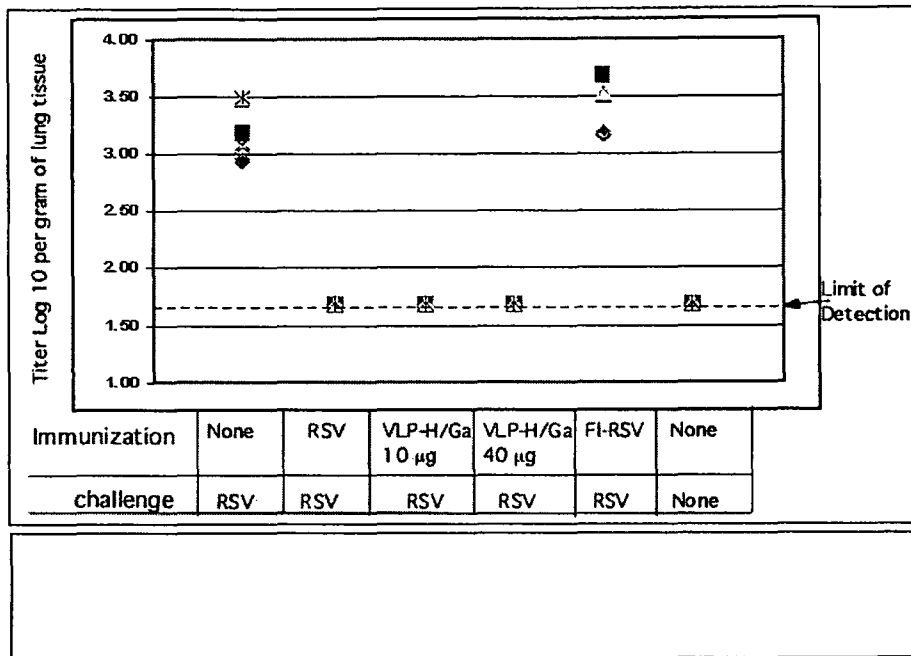 Titer Log 10 per gram of lung tissue
4.00
3.50
3.00
2.50
2.00
1.50
1.00
Limit of
Detection
Immunization None RSV VLP-H/Ga 10 µg VLP-H/Ga 40 µg FI-RSV None
challenge RSV RSV RSV RSV RSV None